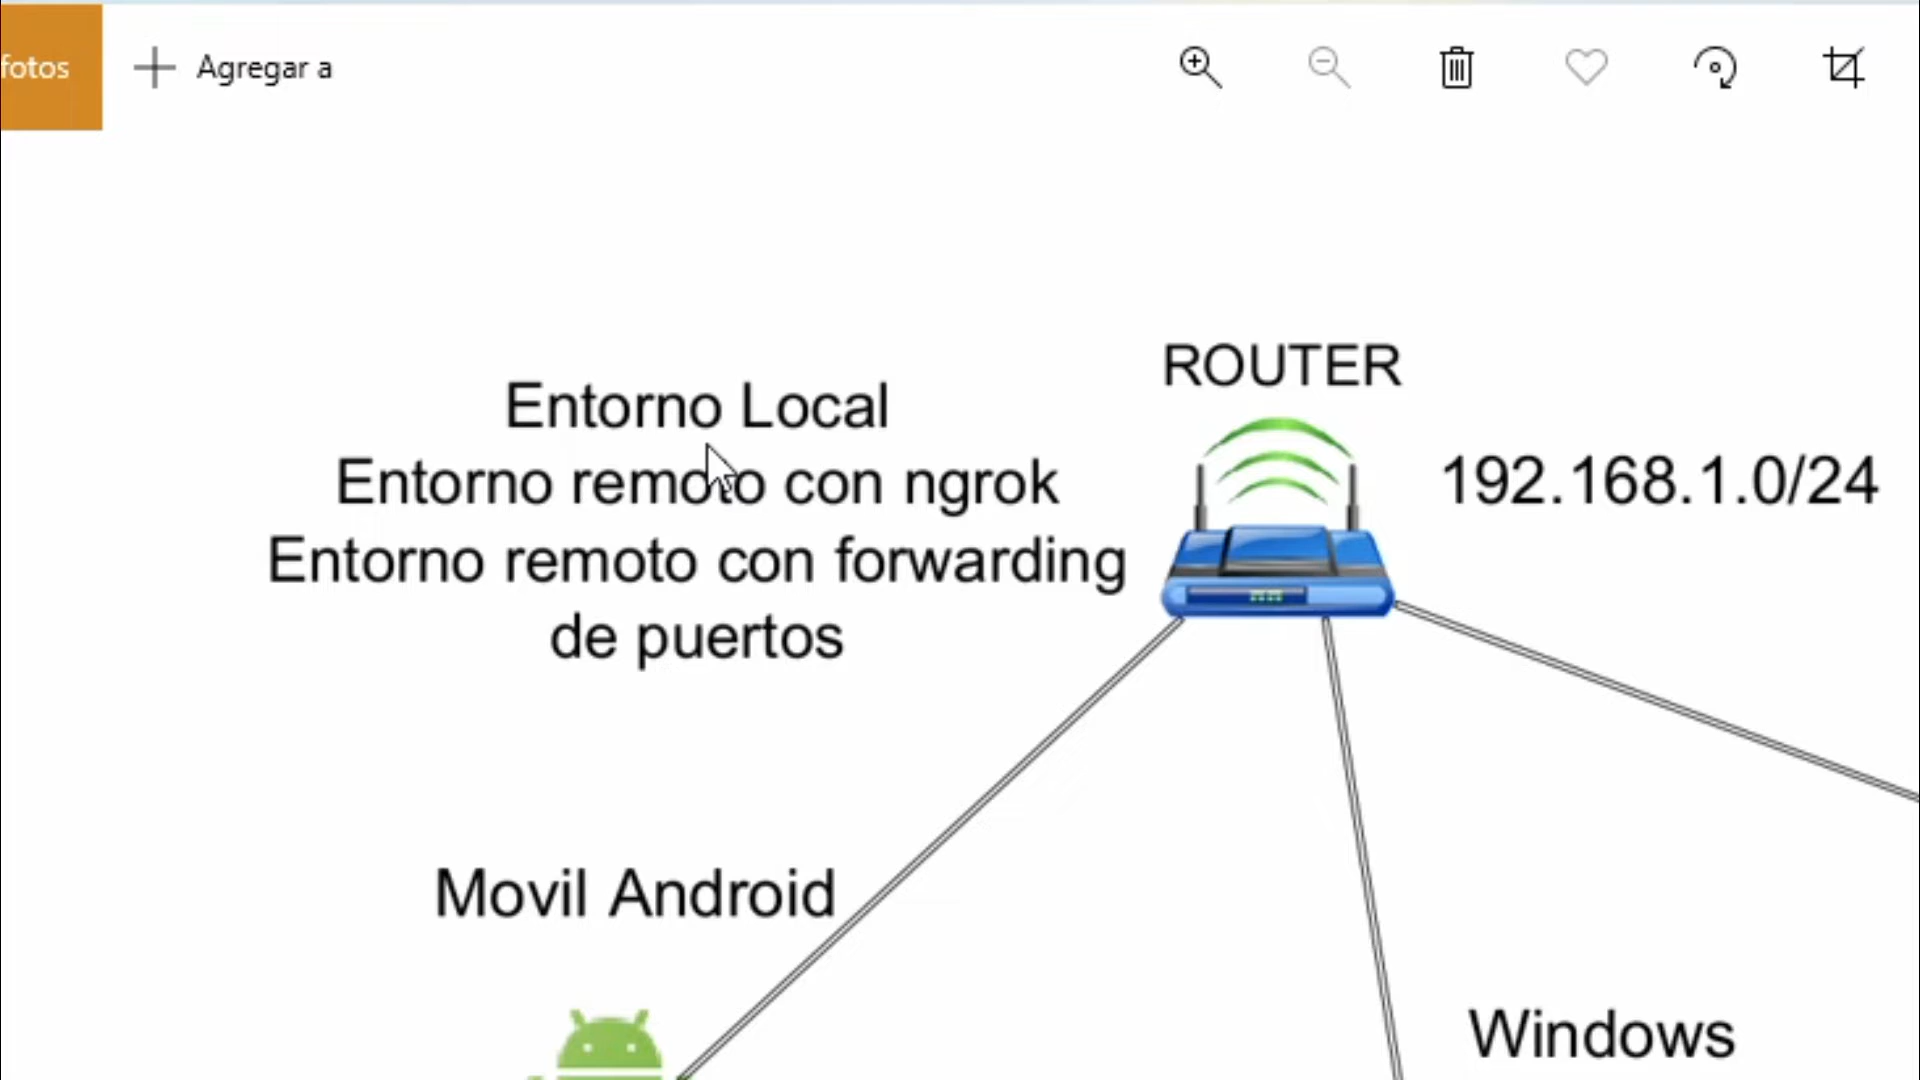 fotos
Agregar a
ROUTER
Entorno Local
Entorno remoto con ngrok
192.168.1.0/24
Entorno remoto con forwarding
de puertos
Movil Android
Windows